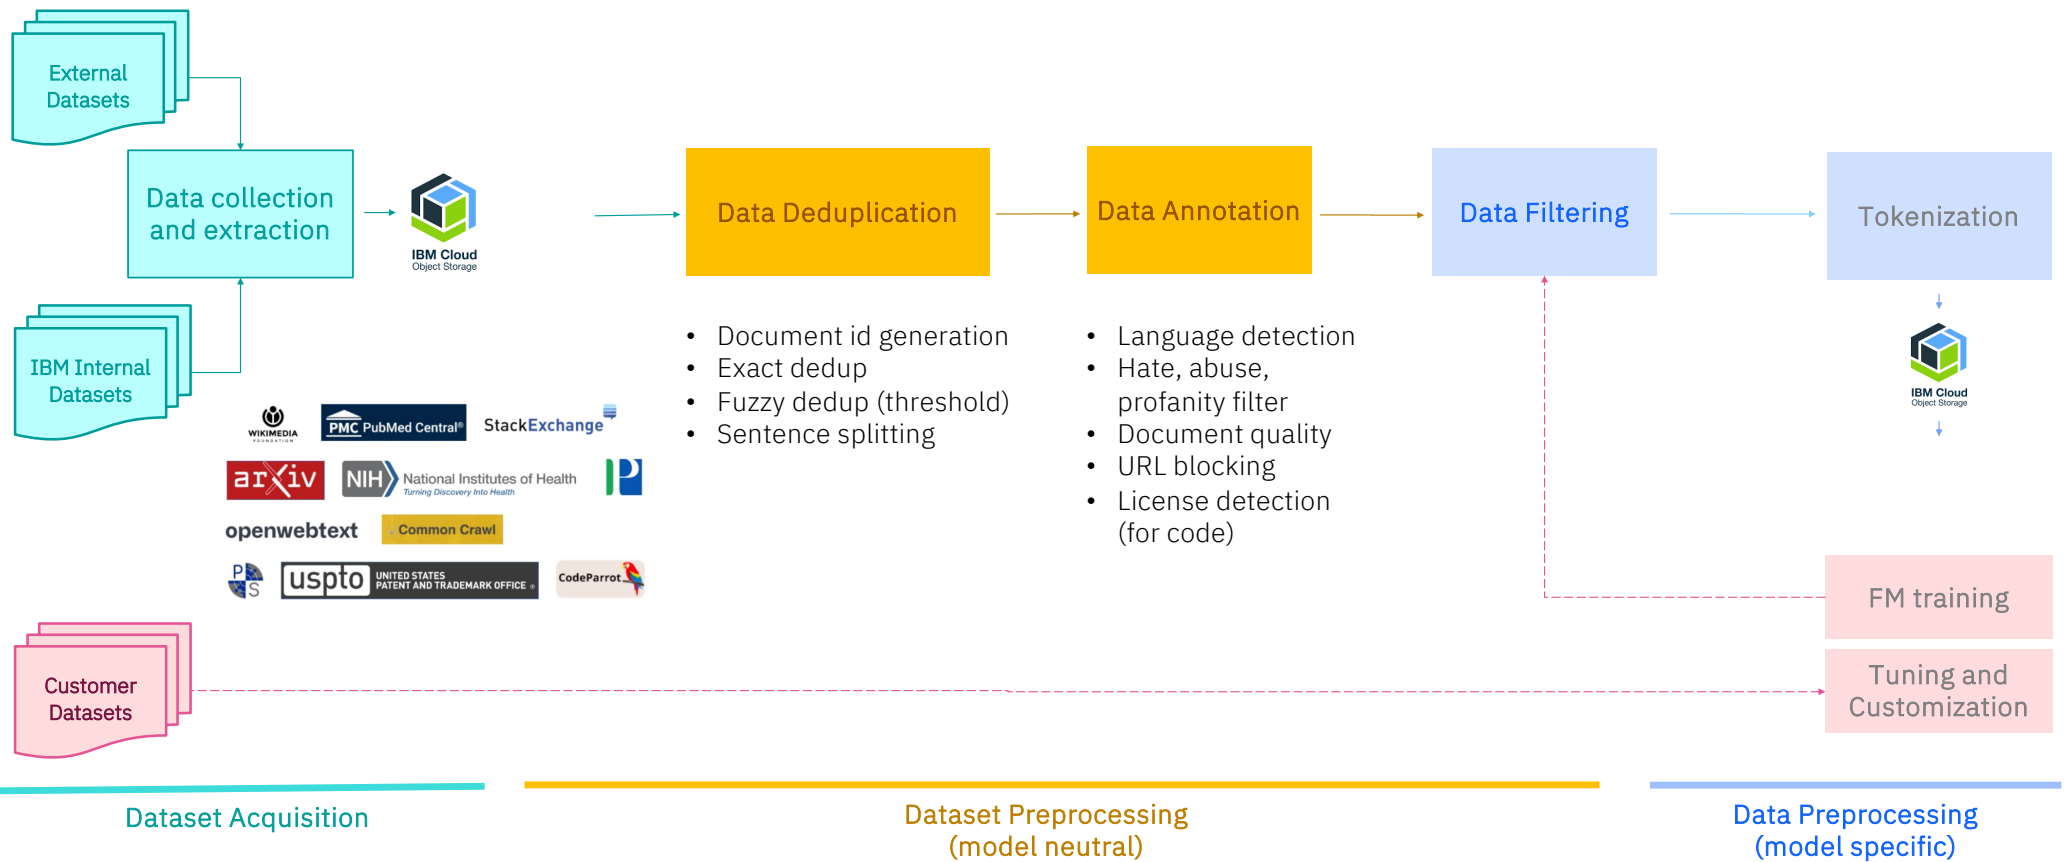 External
Datasets
Data collection
and extraction
IBM Cloud
Object Storage
Data Deduplication
Data Annotation
Data Filtering
Tokenization
IBM Internal
Datasets
• Document id generation
• Exact dedup
• Fuzzy dedup (threshold)
• Sentence splitting
• Language detection
• Hate, abuse,
profanity filter
• Document quality
• URL blocking
• License detection
(for code)
IBM Cloud
Object Storage
WIKIMEDIA
FOUNDATION
PMC PubMed Central®
StackExchange
arXiv
NIH National Institutes of Health
Turning Discovery Into Health
P
openwebtext
Common Crawl
P
S
uspto UNITED STATES
PATENT AND TRADEMARK OFFICE ®
CodeParrot
FM training
Customer
Datasets
Tuning and
Customization
Dataset Acquisition
Dataset Preprocessing
(model neutral)
Data Preprocessing
(model specific)